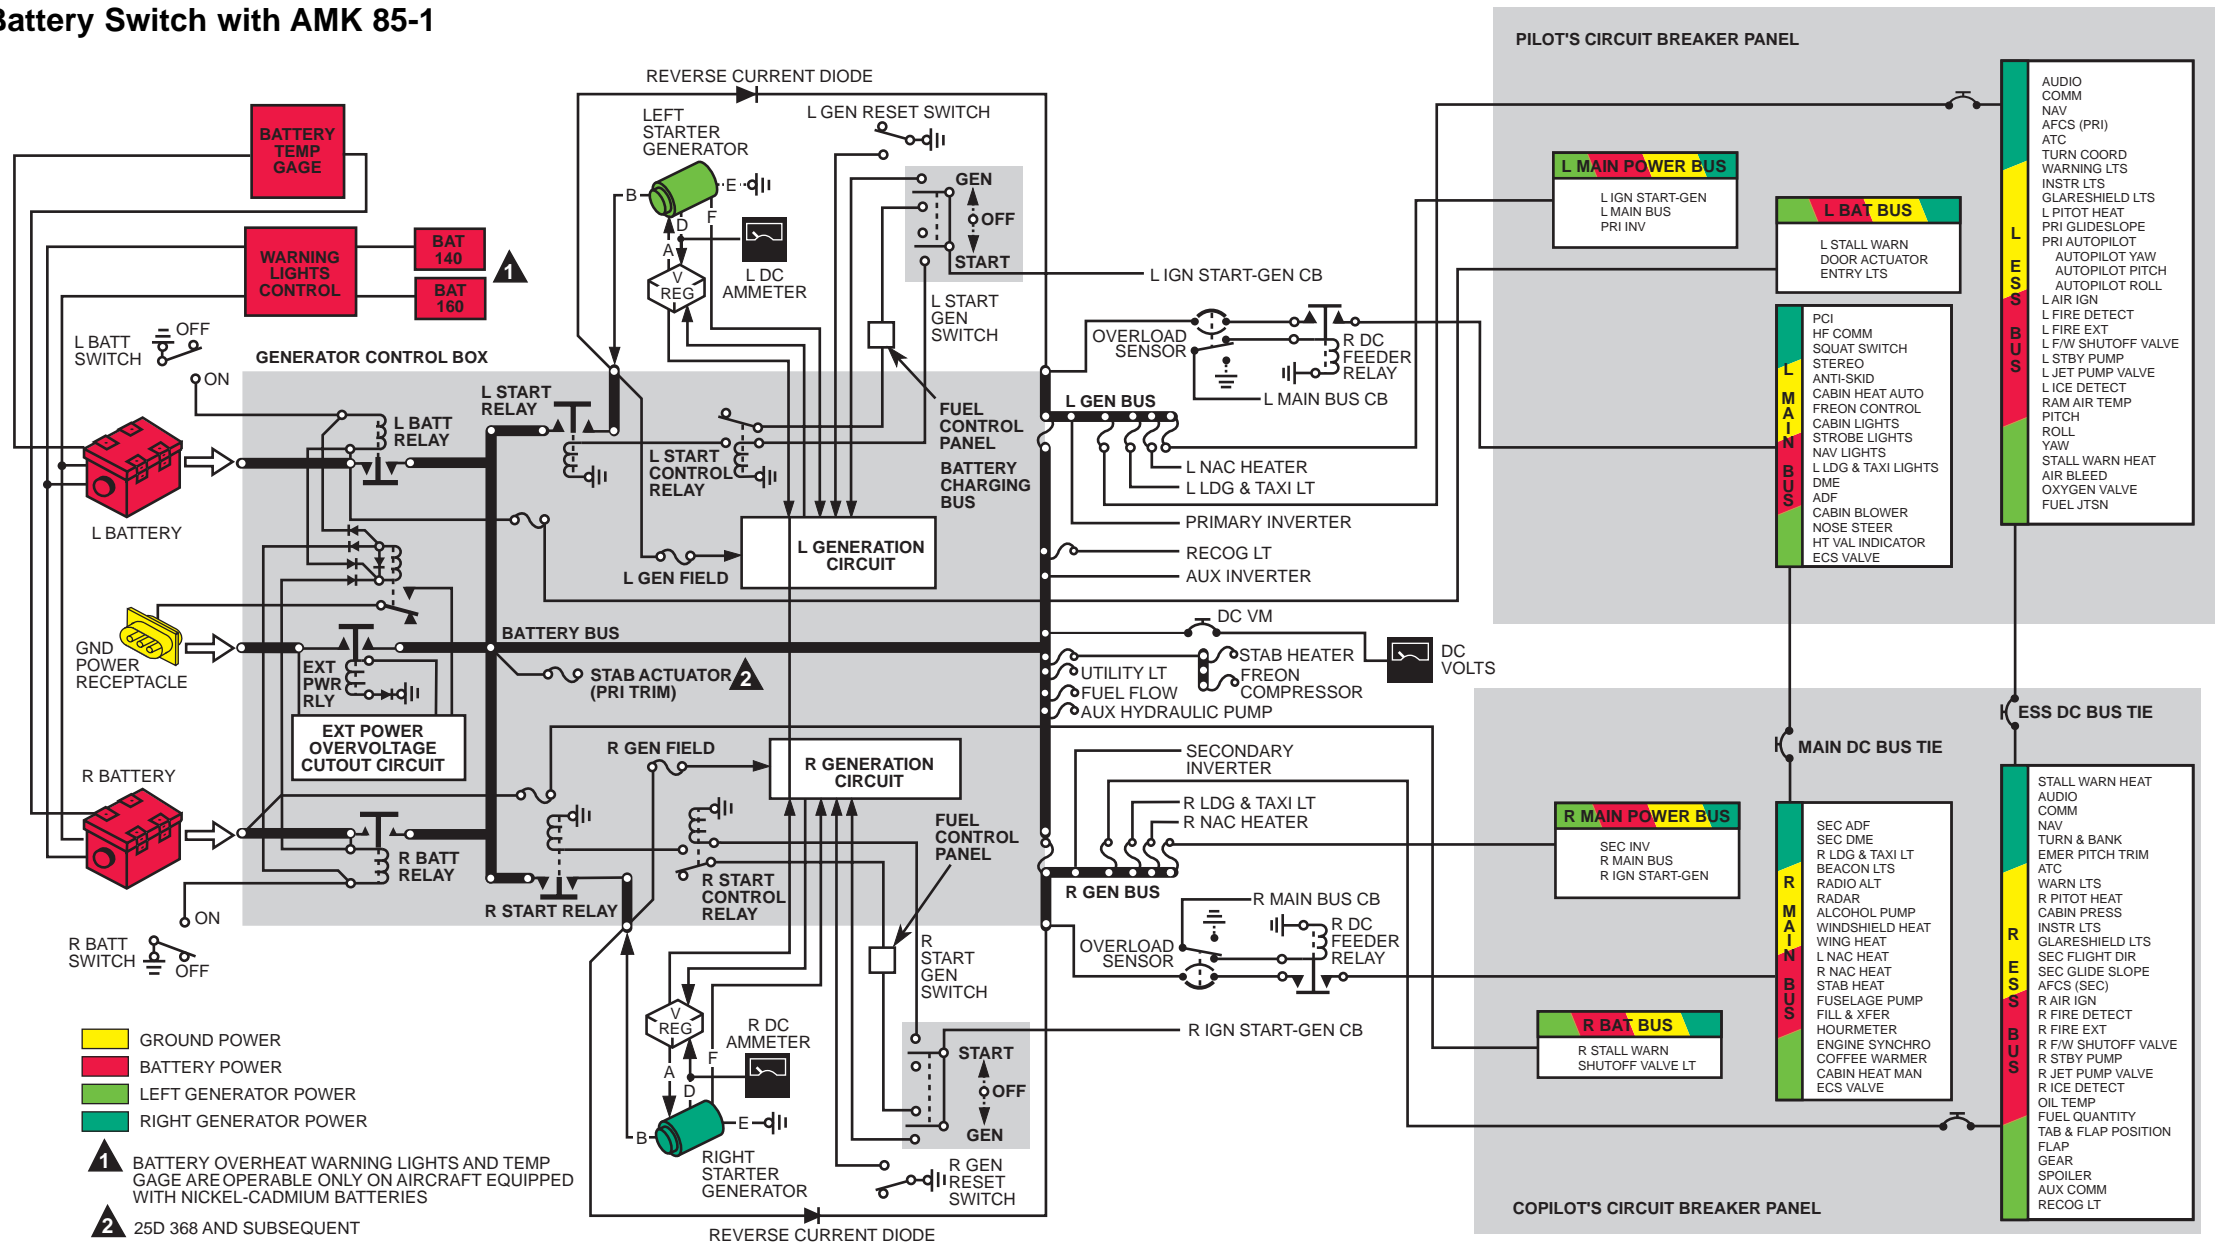 Battery Switch with AMK 85-1
REVERSE CURRENT DIODE
BATTERY
TEMP
GAGE
WARNING
LIGHTS
CONTROL
BAT
140
BAT
160
1
L BATT
SWITCH
OFF
ON
GENERATOR CONTROL BOX
L BATTERY
GND
POWER
RECEPTACLE
R BATTERY
ON
R BATT
SWITCH
OFF
LEFT
STARTER
GENERATOR
B
E
D
F
A
V
REG
L DC
AMMETER
L GEN RESET SWITCH
GEN
OFF
START
L START
GEN
SWITCH
L IGN START-GEN CB
L BATT
RELAY
L START
RELAY
L START
CONTROL
RELAY
FUEL
CONTROL
PANEL
BATTERY
CHARGING
BUS
L GEN FIELD
L GENERATION
CIRCUIT
BATTERY BUS
STAB ACTUATOR
(PRI TRIM)
2
EXT
PWR
RLY
EXT POWER
OVERVOLTAGE
CUTOUT CIRCUIT
R GEN FIELD
R GENERATION
CIRCUIT
R BATT
RELAY
R START RELAY
R START
CONTROL
RELAY
FUEL
CONTROL
PANEL
R
START
GEN
SWITCH
V
REG
R DC
AMMETER
A
D
F
B
E
RIGHT
STARTER
GENERATOR
START
OFF
GEN
R GEN
RESET
SWITCH
REVERSE CURRENT DIODE
OVERLOAD
SENSOR
R DC
FEEDER
RELAY
L MAIN BUS CB
L GEN BUS
L NAC HEATER
L LDG & TAXI LT
PRIMARY INVERTER
RECOG LT
AUX INVERTER
DC VM
STAB HEATER
FREON
COMPRESSOR
DC
VOLTS
UTILITY LT
FUEL FLOW
AUX HYDRAULIC PUMP
SECONDARY
INVERTER
R LDG & TAXI LT
R NAC HEATER
R GEN BUS
R MAIN BUS CB
OVERLOAD
SENSOR
R DC
FEEDER
RELAY
R IGN START-GEN CB
PILOT'S CIRCUIT BREAKER PANEL
L MAIN POWER BUS
L IGN START-GEN
L MAIN BUS
PRI INV
L BAT BUS
L STALL WARN
DOOR ACTUATOR
ENTRY LTS
L MAIN BUS
PCI
HF COMM
SQUAT SWITCH
STEREO
ANTI-SKID
CABIN HEAT AUTO
FREON CONTROL
CABIN LIGHTS
STROBE LIGHTS
NAV LIGHTS
L LDG & TAXI LIGHTS
DME
ADF
CABIN BLOWER
NOSE STEER
HT VAL INDICATOR
ECS VALVE
L ESS BUS
AUDIO
COMM
NAV
AFCS (PRI)
ATC
TURN COORD
WARNING LTS
INSTR LTS
GLARESHIELD LTS
L PITOT HEAT
PRI GLIDESLOPE
PRI AUTOPILOT
AUTOPILOT YAW
AUTOPILOT PITCH
AUTOPILOT ROLL
L AIR IGN
L FIRE DETECT
L FIRE EXT
L F/W SHUTOFF VALVE
L STBY PUMP
L JET PUMP VALVE
L ICE DETECT
RAM AIR TEMP
PITCH
ROLL
YAW
STALL WARN HEAT
AIR BLEED
OXYGEN VALVE
FUEL JTSN
MAIN DC BUS TIE
ESS DC BUS TIE
R MAIN POWER BUS
SEC INV
R MAIN BUS
R IGN START-GEN
R BAT BUS
R STALL WARN
SHUTOFF VALVE LT
R MAIN BUS
SEC ADF
SEC DME
R LDG & TAXI LT
BEACON LTS
RADIO ALT
RADAR
ALCOHOL PUMP
WINDSHIELD HEAT
WING HEAT
L NAC HEAT
R NAC HEAT
STAB HEAT
FUSELAGE PUMP
FILL & XFER
HOURMETER
ENGINE SYNCHRO
COFFEE WARMER
CABIN HEAT MAN
ECS VALVE
R ESS BUS
STALL WARN HEAT
AUDIO
COMM
NAV
TURN & BANK
EMER PITCH TRIM
ATC
WARN LTS
R PITOT HEAT
CABIN PRESS
INSTR LTS
GLARESHIELD LTS
SEC FLIGHT DIR
SEC GLIDE SLOPE
AFCS (SEC)
R AIR IGN
R FIRE DETECT
R FIRE EXT
R F/W SHUTOFF VALVE
R STBY PUMP
R JET PUMP VALVE
R ICE DETECT
OIL TEMP
FUEL QUANTITY
TAB & FLAP POSITION
FLAP
GEAR
SPOILER
AUX COMM
RECOG LT
COPILOT'S CIRCUIT BREAKER PANEL
GROUND POWER
BATTERY POWER
LEFT GENERATOR POWER
RIGHT GENERATOR POWER
1 BATTERY OVERHEAT WARNING LIGHTS AND TEMP
GAGE ARE OPERABLE ONLY ON AIRCRAFT EQUIPPED
WITH NICKEL-CADMIUM BATTERIES
2 25D 368 AND SUBSEQUENT